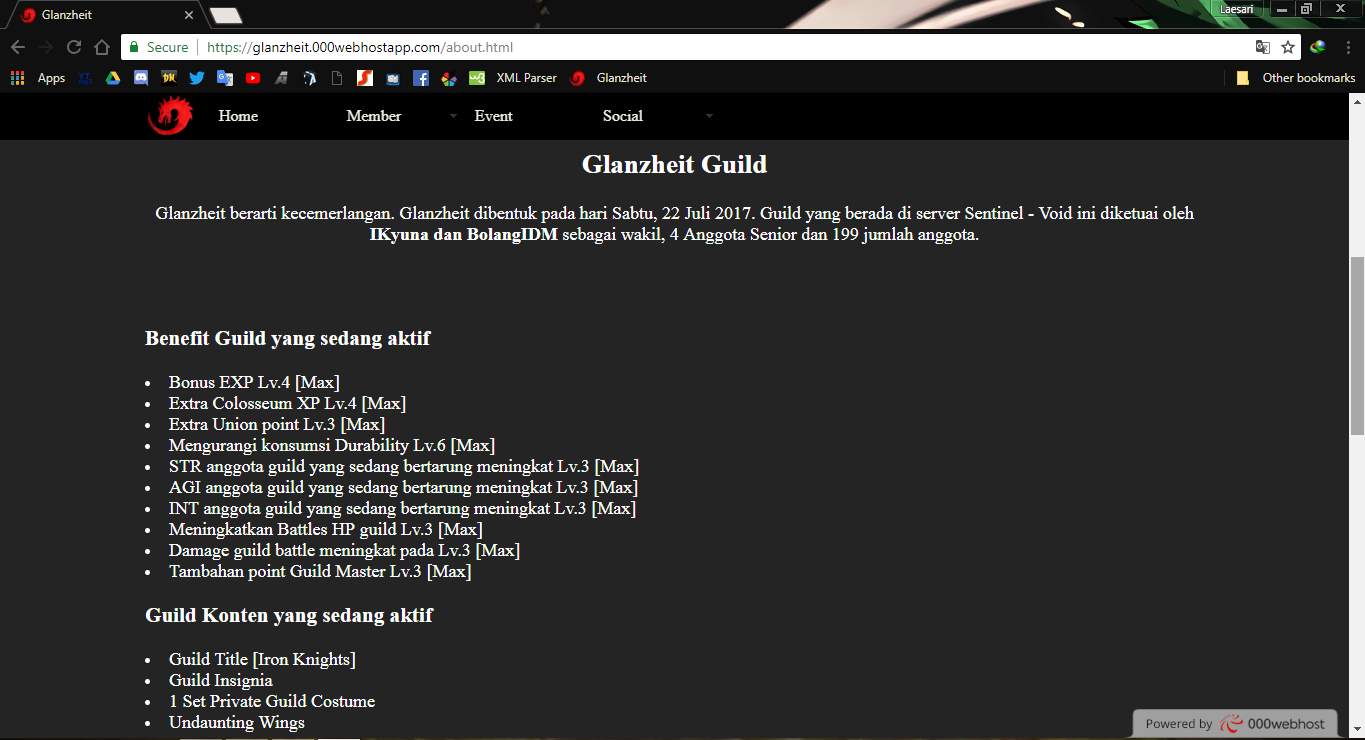 Glanzheit
Laesari
Secure https://glanzheit.000webhostapp.com/about.html
Apps
XML Parser
Glanzheit
Other bookmarks
Home Member Event Social
Glanzheit Guild
Glanzheit berarti kecemerlangan. Glanzheit dibentuk pada hari Sabtu, 22 Juli 2017. Guild yang berada di server Sentinel - Void ini diketuai oleh
IKyuna dan BolangIDM sebagai wakil, 4 Anggota Senior dan 199 jumlah anggota.
Benefit Guild yang sedang aktif
• Bonus EXP Lv.4 [Max]
• Extra Colosseum XP Lv.4 [Max]
• Extra Union point Lv.3 [Max]
• Mengurangi konsumsi Durability Lv.6 [Max]
• STR anggota guild yang sedang bertarung meningkat Lv.3 [Max]
• AGI anggota guild yang sedang bertarung meningkat Lv.3 [Max]
• INT anggota guild yang sedang bertarung meningkat Lv.3 [Max]
• Meningkatkan Battles HP guild Lv.3 [Max]
• Damage guild battle meningkat pada Lv.3 [Max]
• Tambahan point Guild Master Lv.3 [Max]
Guild Konten yang sedang aktif
• Guild Title [Iron Knights]
• Guild Insignia
• 1 Set Private Guild Costume
• Undaunting Wings
Powered by 000webhost